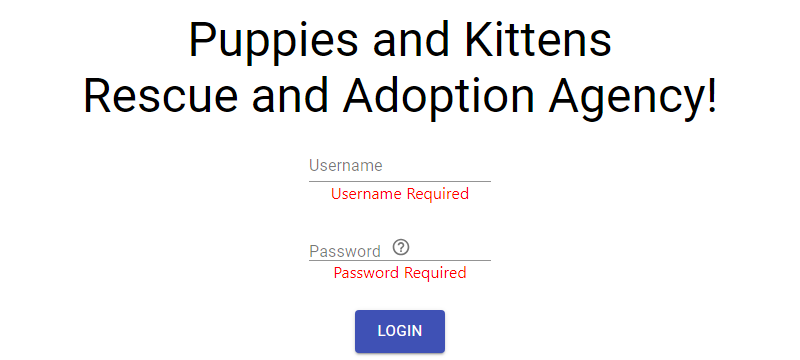 Puppies and Kittens
Rescue and Adoption Agency!
Username
Username Required
Password ?
Password Required
LOGIN